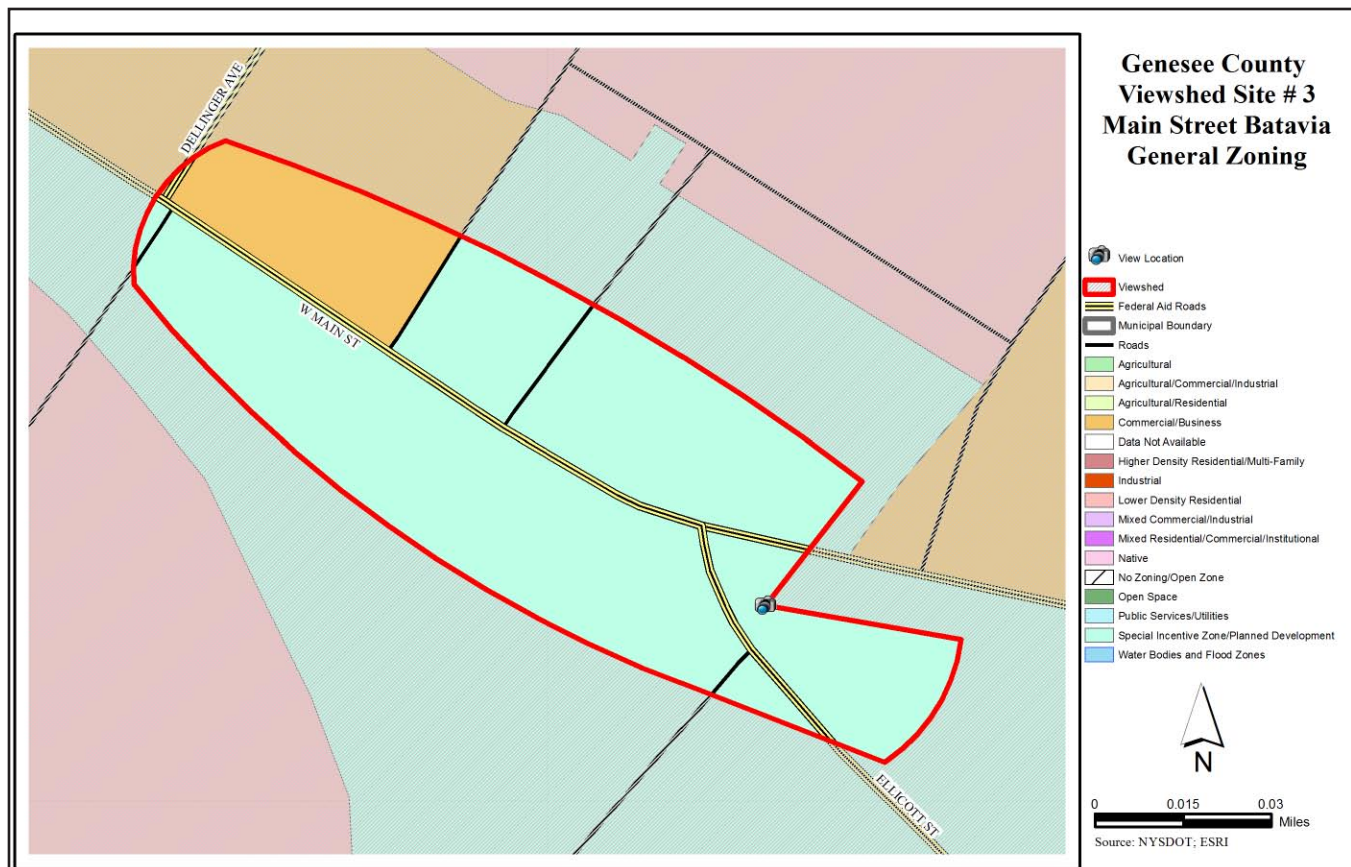 Genesee County
Viewshed Site # 3
Main Street Batavia
General Zoning
DELLINGER AVE
W MAIN ST
ELLICOTT ST
View Location
Viewshed
Federal Aid Roads
Municipal Boundary
Roads
Agricultural
Agricultural/Commercial/Industrial
Agricultural/Residential
Commercial/Business
Data Not Available
Higher Density Residential/Multi-Family
Industrial
Lower Density Residential
Mixed Commercial/Industrial
Mixed Residential/Commercial/Institutional
Native
No Zoning/Open Zone
Open Space
Public Services/Utilities
Special Incentive Zone/Planned Development
Water Bodies and Flood Zones
N
0 0.015 0.03
Miles
Source: NYSDOT; ESRI